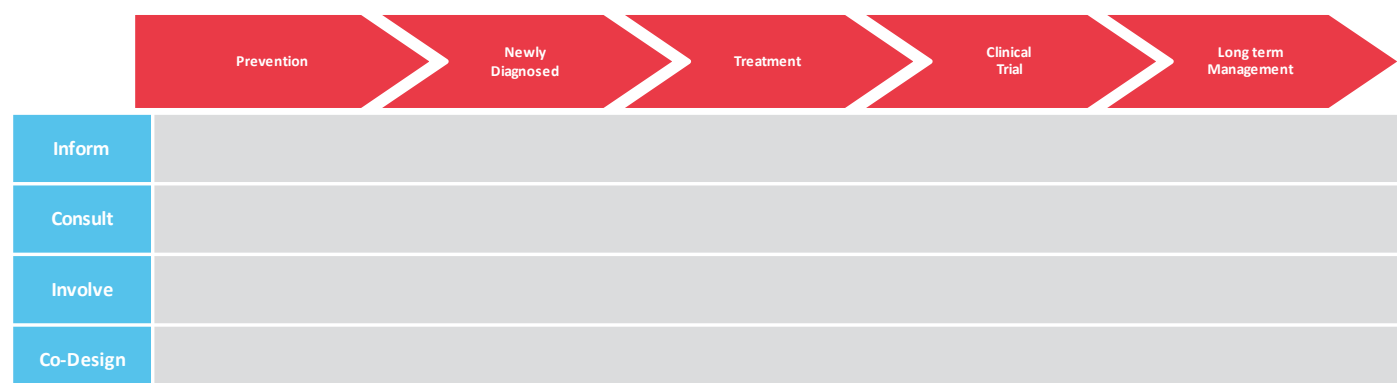 Prevention
Newly
Diagnosed
Treatment
Clinical
Trial
Long term
Management
Inform
Consult
Involve
Co-Design